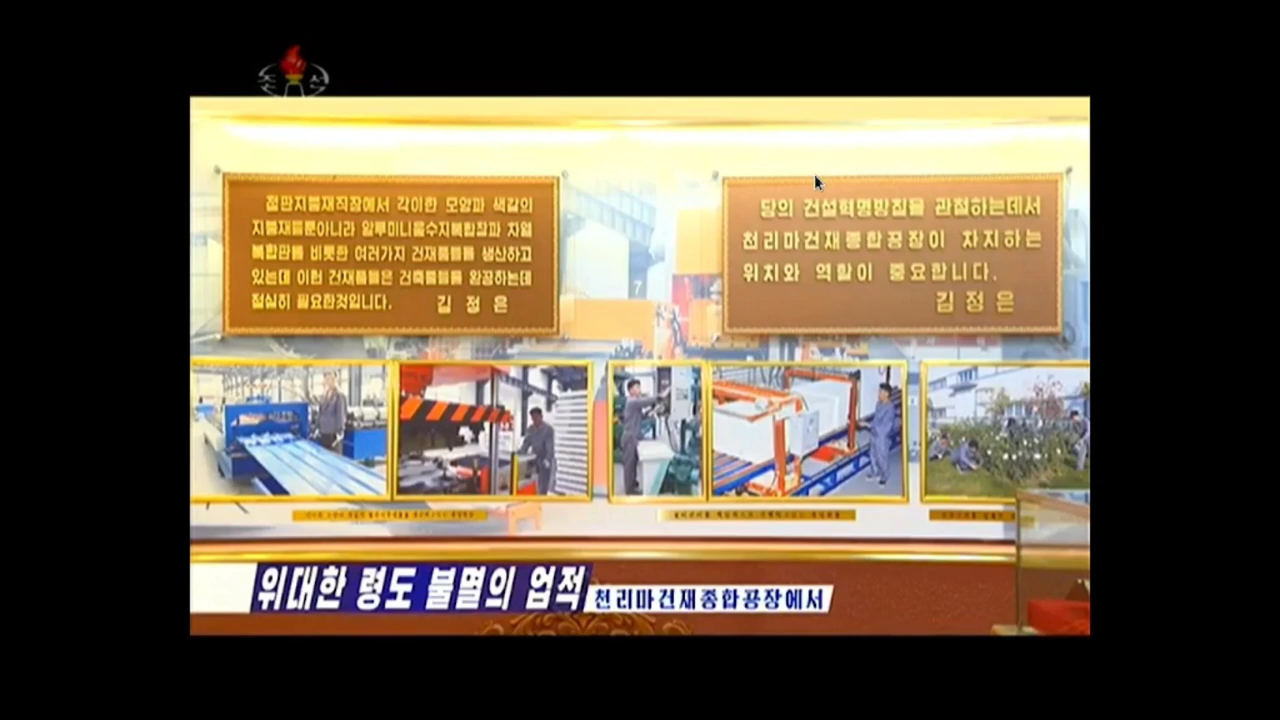 조선
철판지붕재직장에서 각이한 모양과 색갈의
지붕재들뿐아니라 알루미니움수지복합창과 차열
복합판을 비롯한 여러가지 건재품들을 생산하고
있는데 이런 건재품들은 건축물들을 완공하는데
절실히 필요한것입니다. 김정은
당의 건설혁명방침을 관철하는데서
천리마건재종합공장이 차지하는
위치와 역할이 중요합니다.
김정은
7
위대한 령도 불멸의 업적
천리마건재종합공장에서